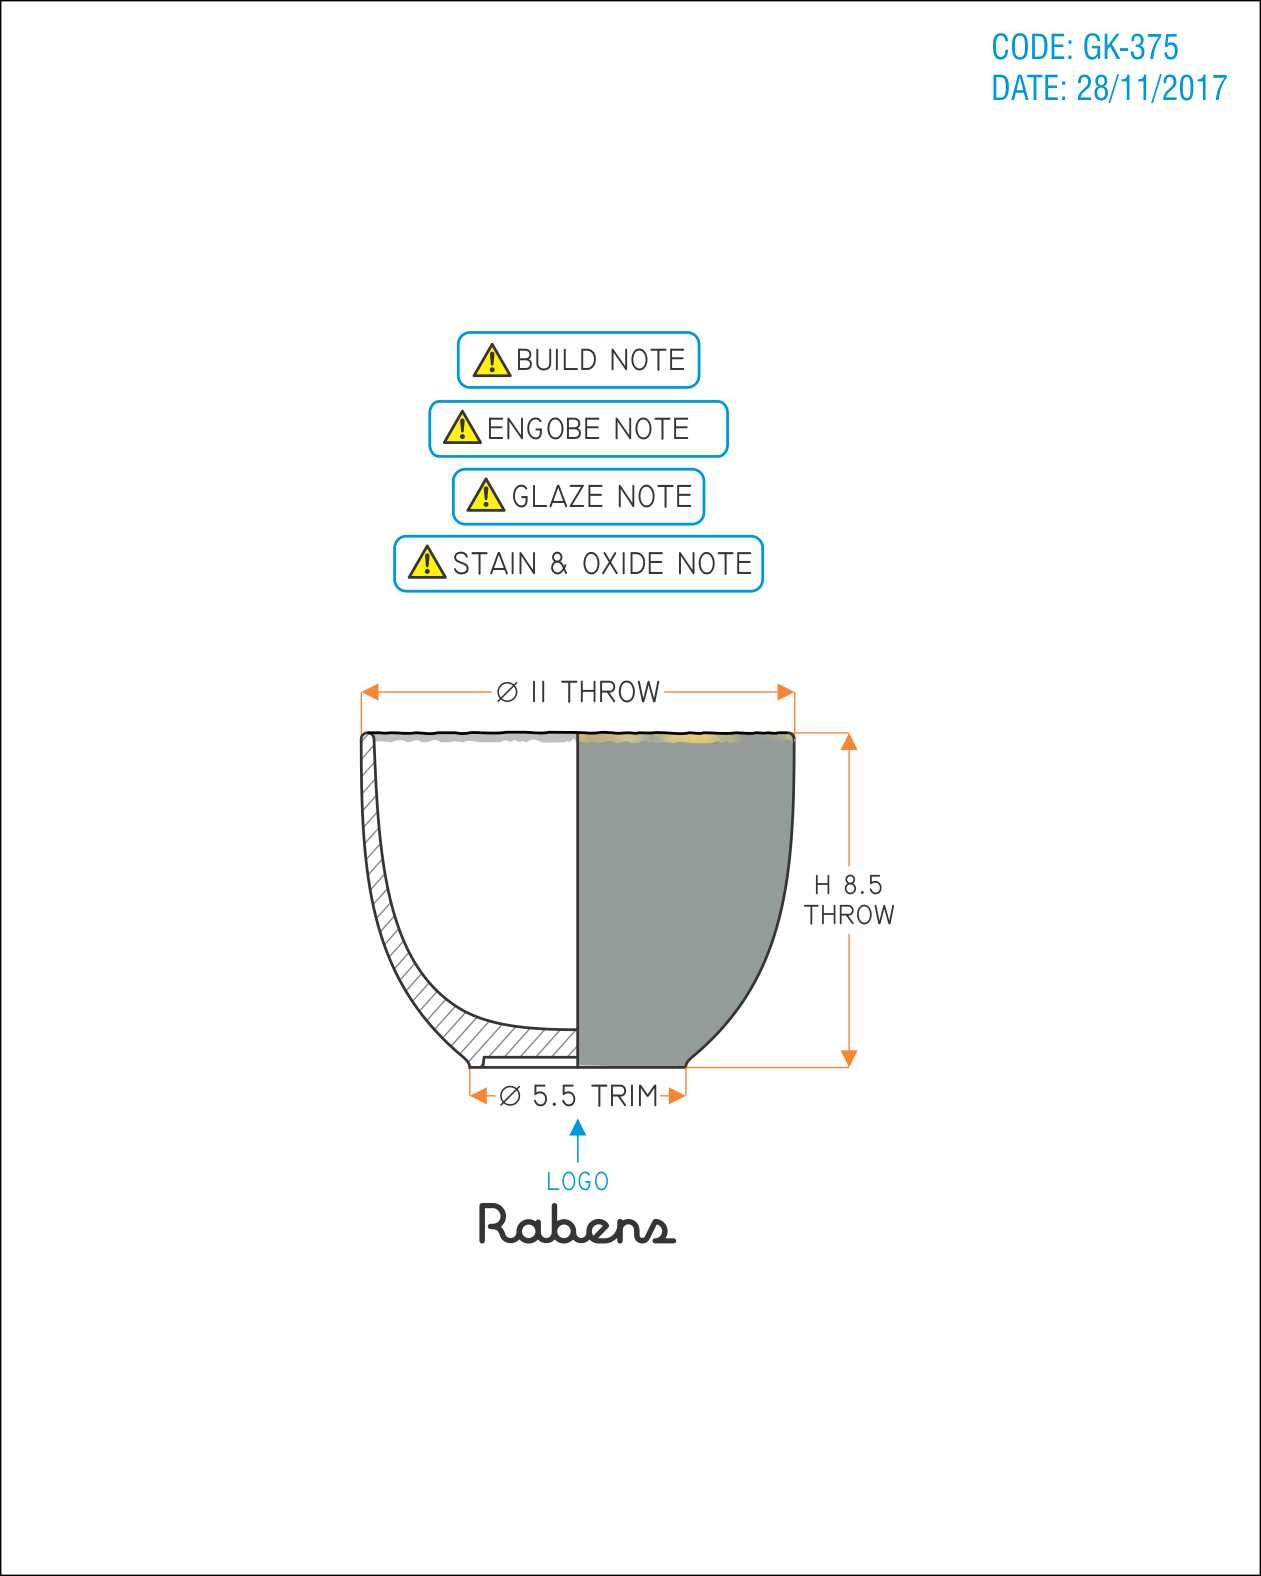 CODE: GK-375
DATE: 28/11/2017
BUILD NOTE
ENGOBE NOTE
GLAZE NOTE
STAIN & OXIDE NOTE
Ø 11 THROW
H 8.5
THROW
Ø 5.5 TRIM
LOGO
Rabens